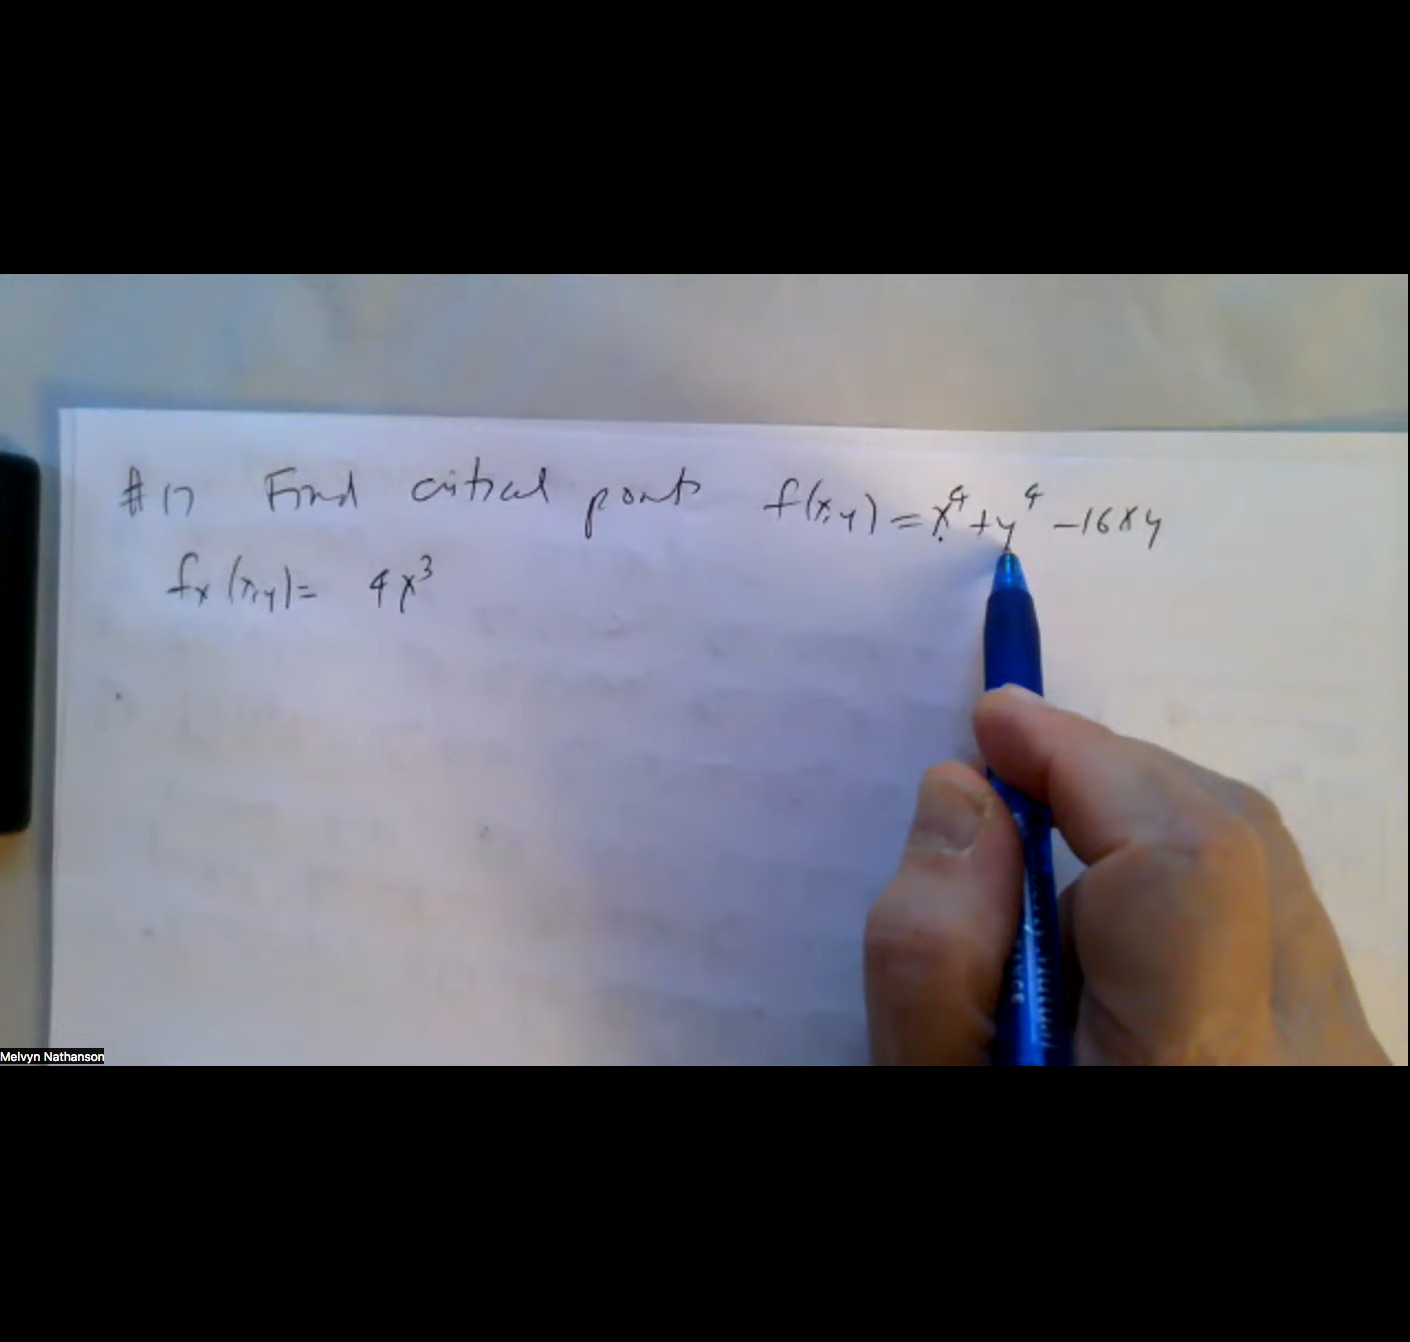 #17 Find critical points f(x,y) = x⁴ + y⁴ - 16xy
fx (x,y) = 4x³
Melvyn Nathanson